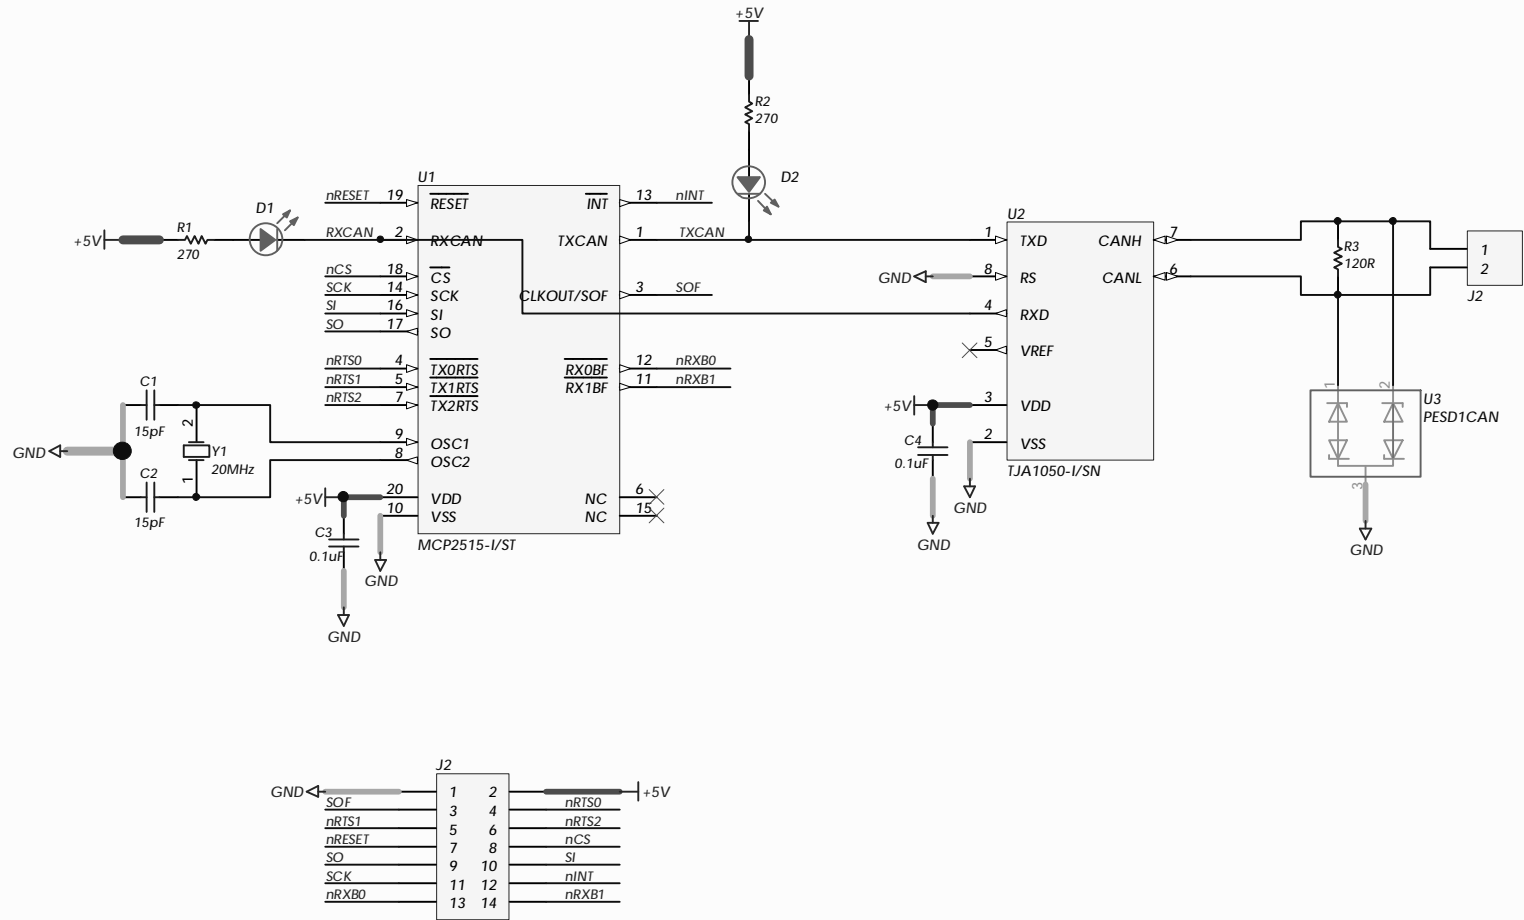 +5V
R2
270
D2
U1
nRESET 19 RESET
INT 13 nINT
D1
R1
270
+5V
RXCAN 2 RXCAN
TXCAN 1 TXCAN
nCS 18 CS
SCK 14 SCK
CLKOUT/SOF 3 SOF
SI 16 SI
SO 17 SO
nRTS0 4 TX0RTS
RX0BF 12 nRXB0
nRTS1 5 TX1RTS
RX1BF 11 nRXB1
nRTS2 7 TX2RTS
C1
15pF
2
Y1
20MHz
1
GND
C2
15pF
9 OSC1
8 OSC2
+5V
20 VDD
NC 6
10 VSS
NC 15
MCP2515-I/ST
C3
0.1uF
GND
GND
U2
1 TXD
CANH 7
GND
8 RS
CANL 6
4 RXD
5 VREF
+5V
3 VDD
C4
0.1uF
2 VSS
TJA1050-I/SN
GND
GND
R3
120R
1
2
J2
1
2
U3
PESD1CAN
3
GND
J2
GND
1 2
+5V
SOF 3 4 nRTS0
nRTS1 5 6 nRTS2
nRESET 7 8 nCS
SO 9 10 SI
SCK 11 12 nINT
nRXB0 13 14 nRXB1